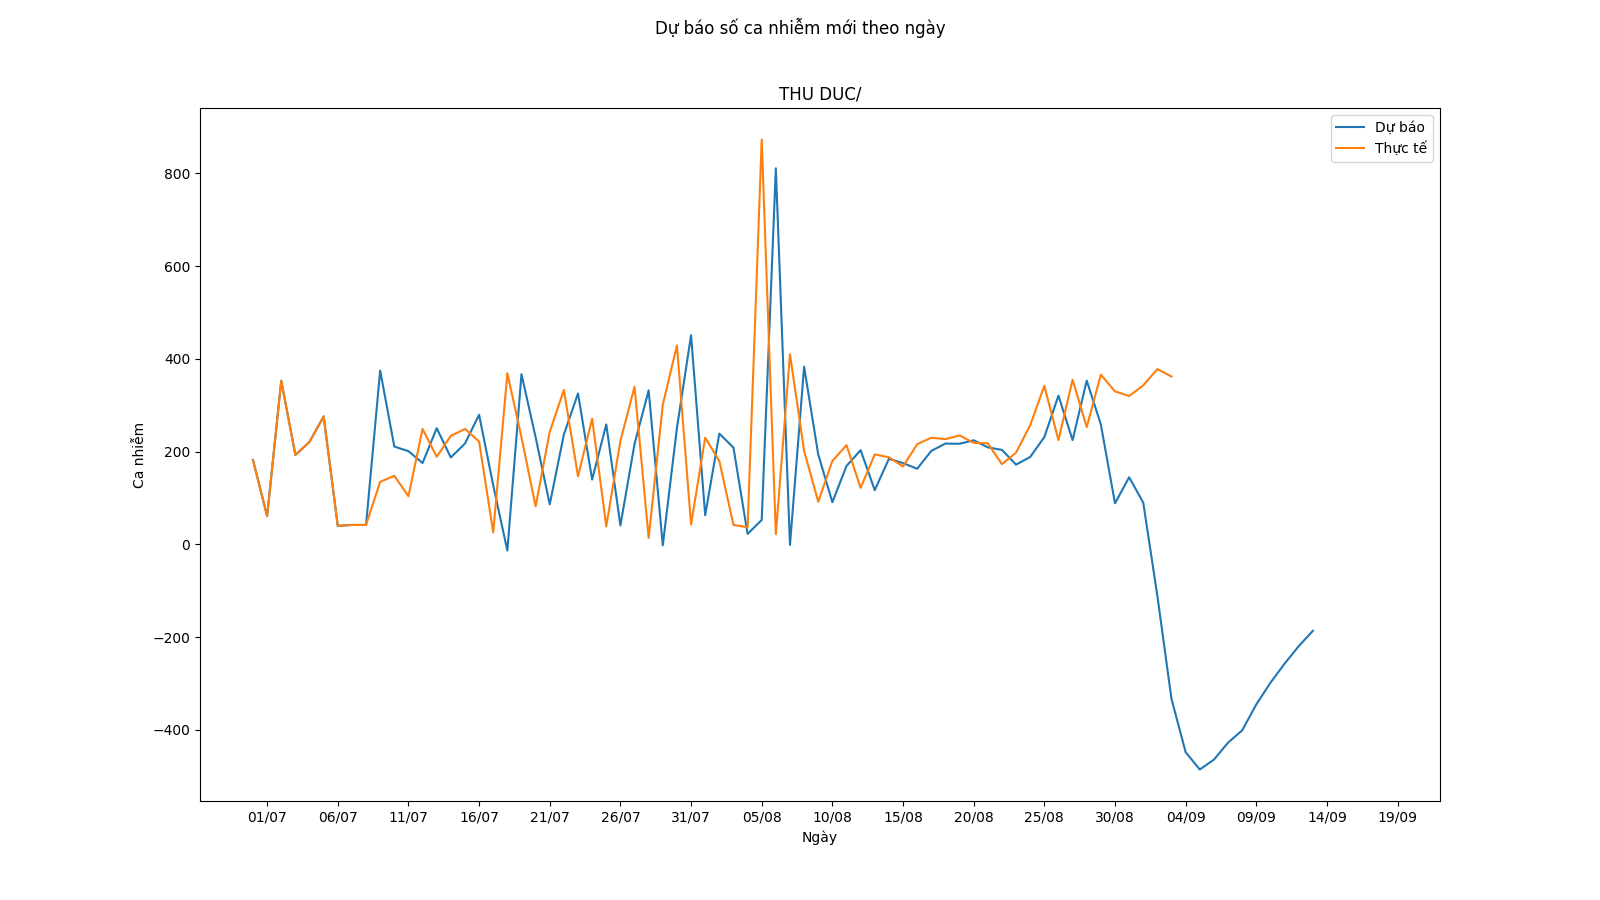 Dự báo số ca nhiễm mới theo ngày
THU DUC/
Dự báo
Thực tế
800
600
400
200
0
−200
−400
Ca nhiễm
01/07 06/07 11/07 16/07 21/07 26/07 31/07 05/08 10/08 15/08 20/08 25/08 30/08 04/09 09/09 14/09 19/09
Ngày